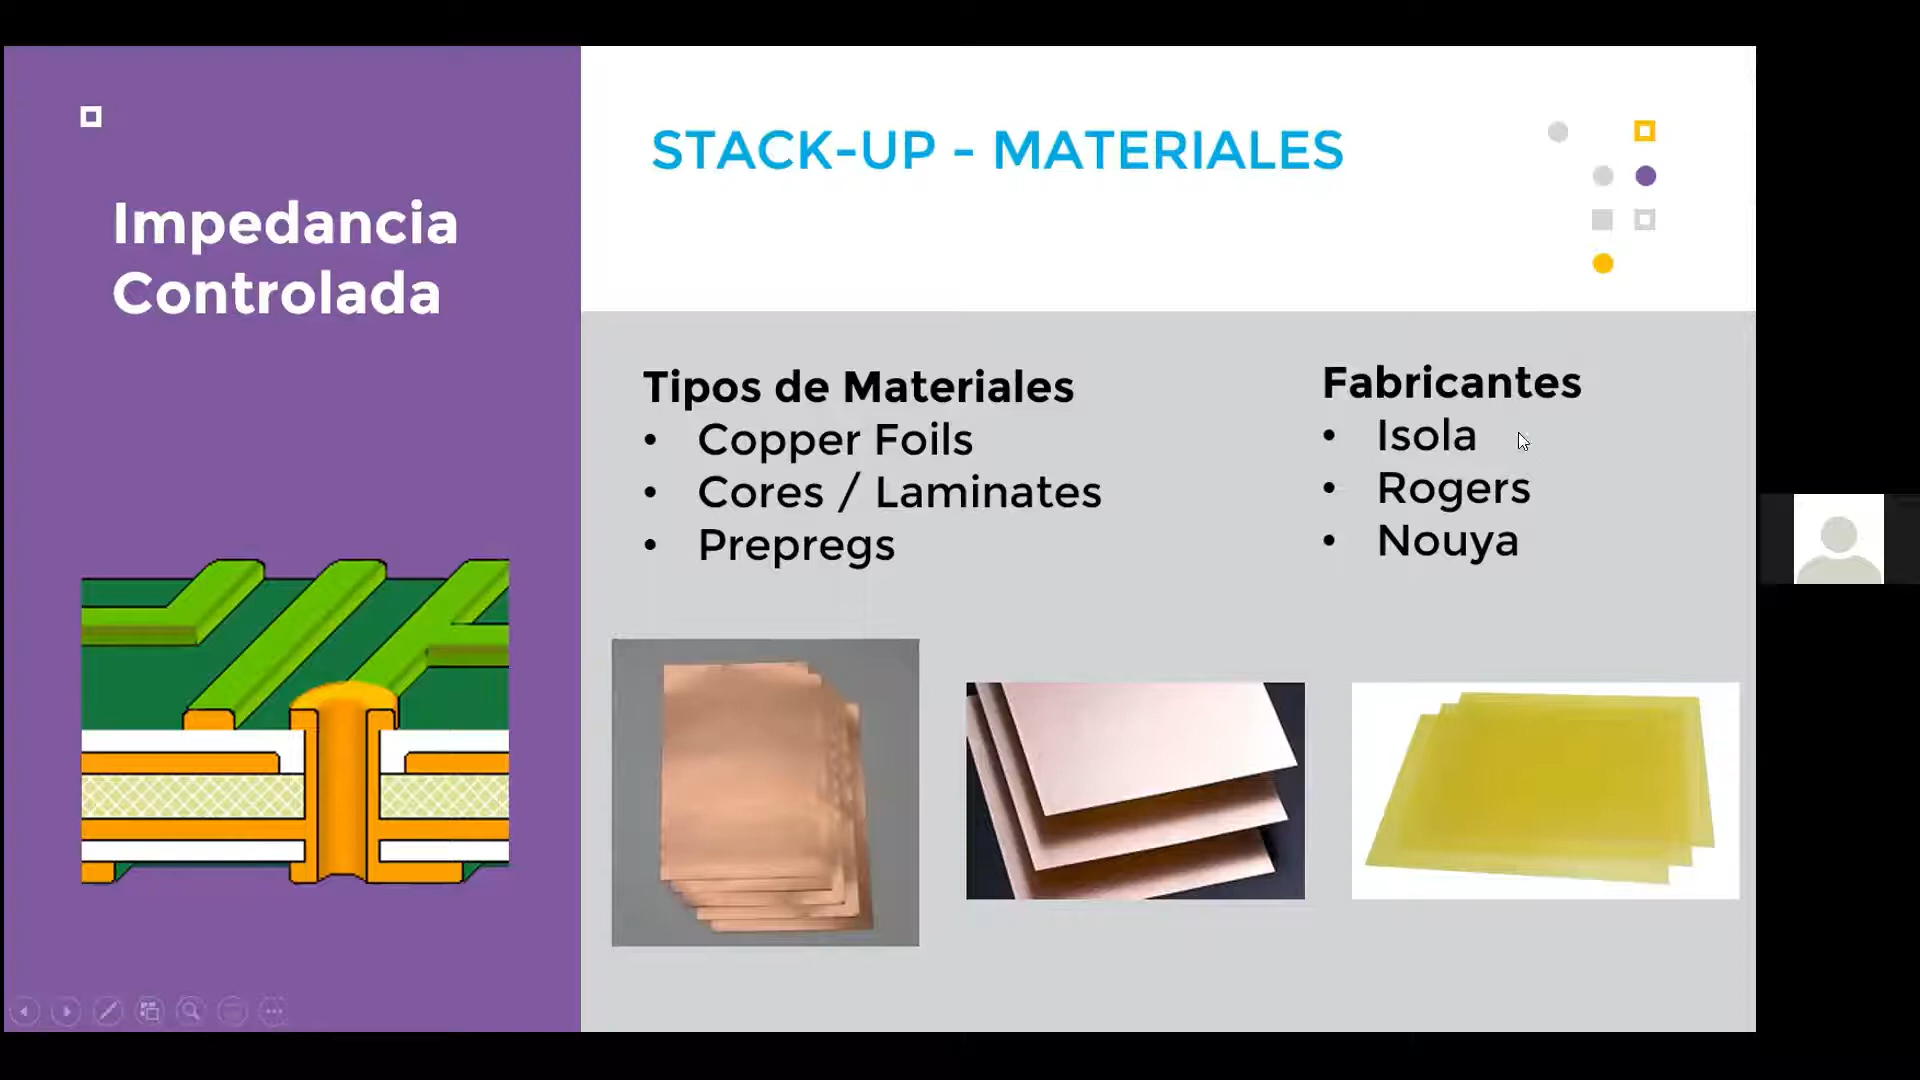 Impedancia
Controlada
STACK-UP - MATERIALES
Tipos de Materiales
• Copper Foils
• Cores / Laminates
• Prepregs
Fabricantes
• Isola
• Rogers
• Nouya